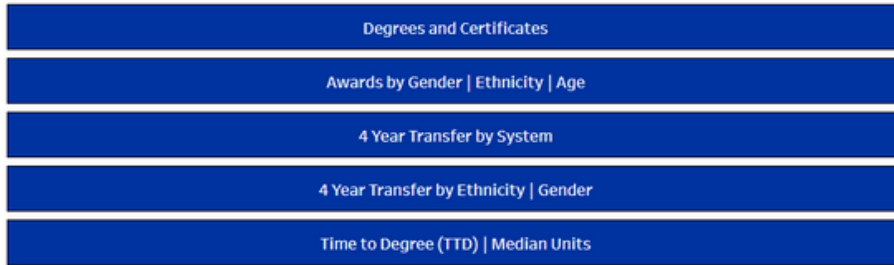 Degrees and Certificates
Awards by Gender | Ethnicity | Age
4 Year Transfer by System
4 Year Transfer by Ethnicity | Gender
Time to Degree (TTD) | Median Units